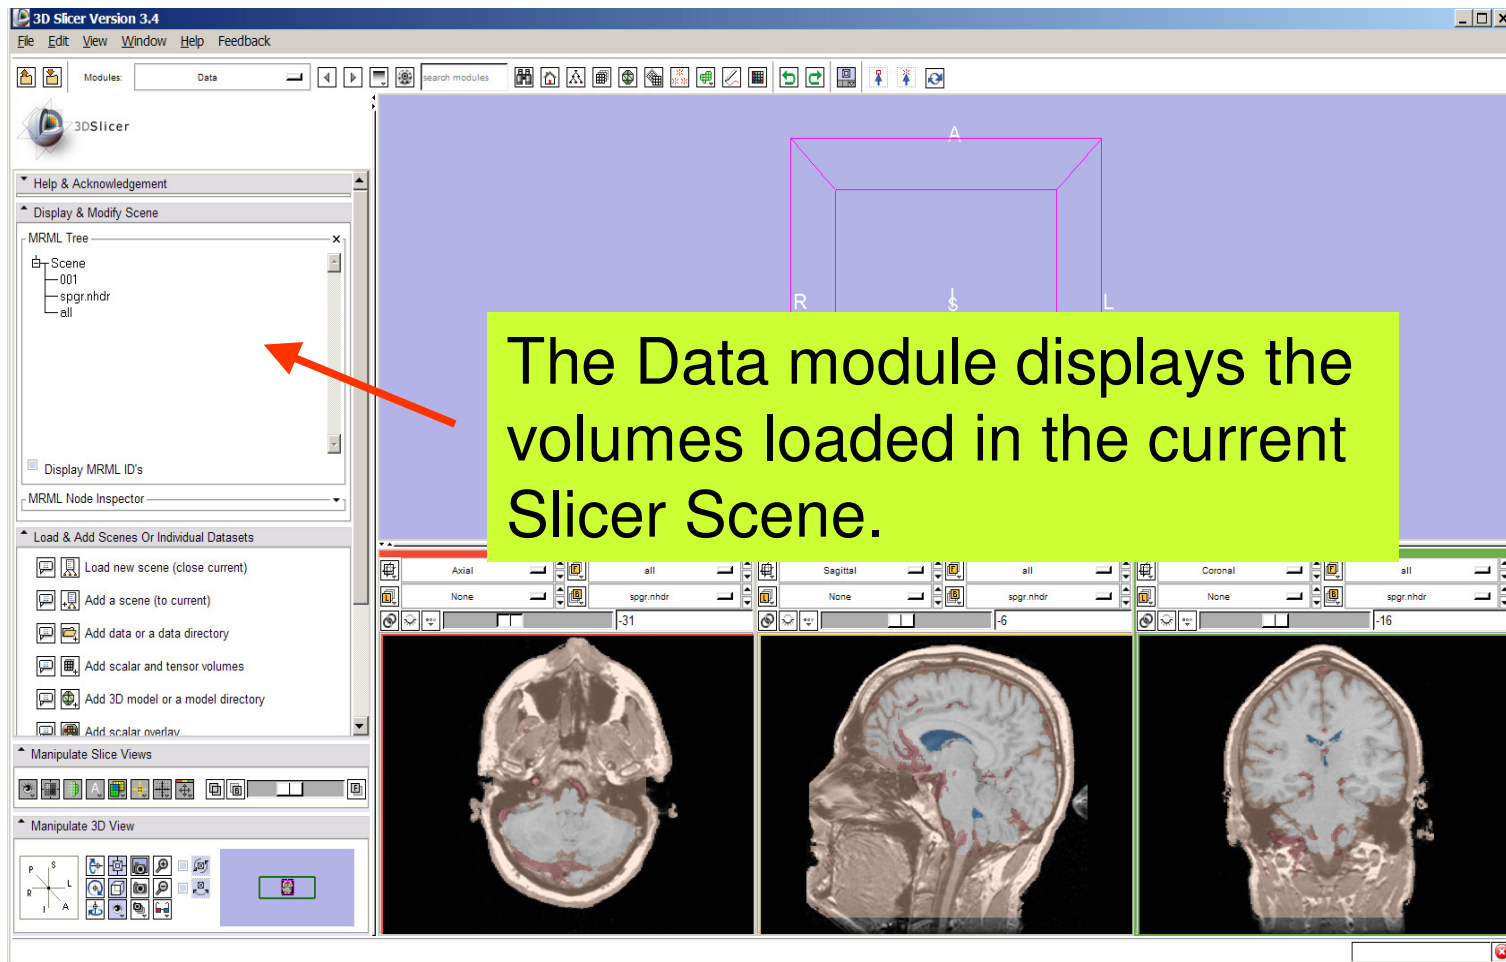 3D Slicer Version 3.4
File Edit View Window Help Feedback
Modules: Data search modules
3DSlicer
Help & Acknowledgement
Display & Modify Scene
MRML Tree
Scene
001
spgr.nhdr
all
Display MRML ID's
MRML Node Inspector
Load & Add Scenes Or Individual Datasets
Load new scene (close current)
Add a scene (to current)
Add data or a data directory
Add scalar and tensor volumes
Add 3D model or a model directory
Add scalar overlay
Manipulate Slice Views
Manipulate 3D View
P S
R L
I A
A
R S L
The Data module displays the
volumes loaded in the current
Slicer Scene.
Axial all Sagittal all Coronal all
None spgr.nhdr None spgr.nhdr None spgr.nhdr
-31 -6 -16